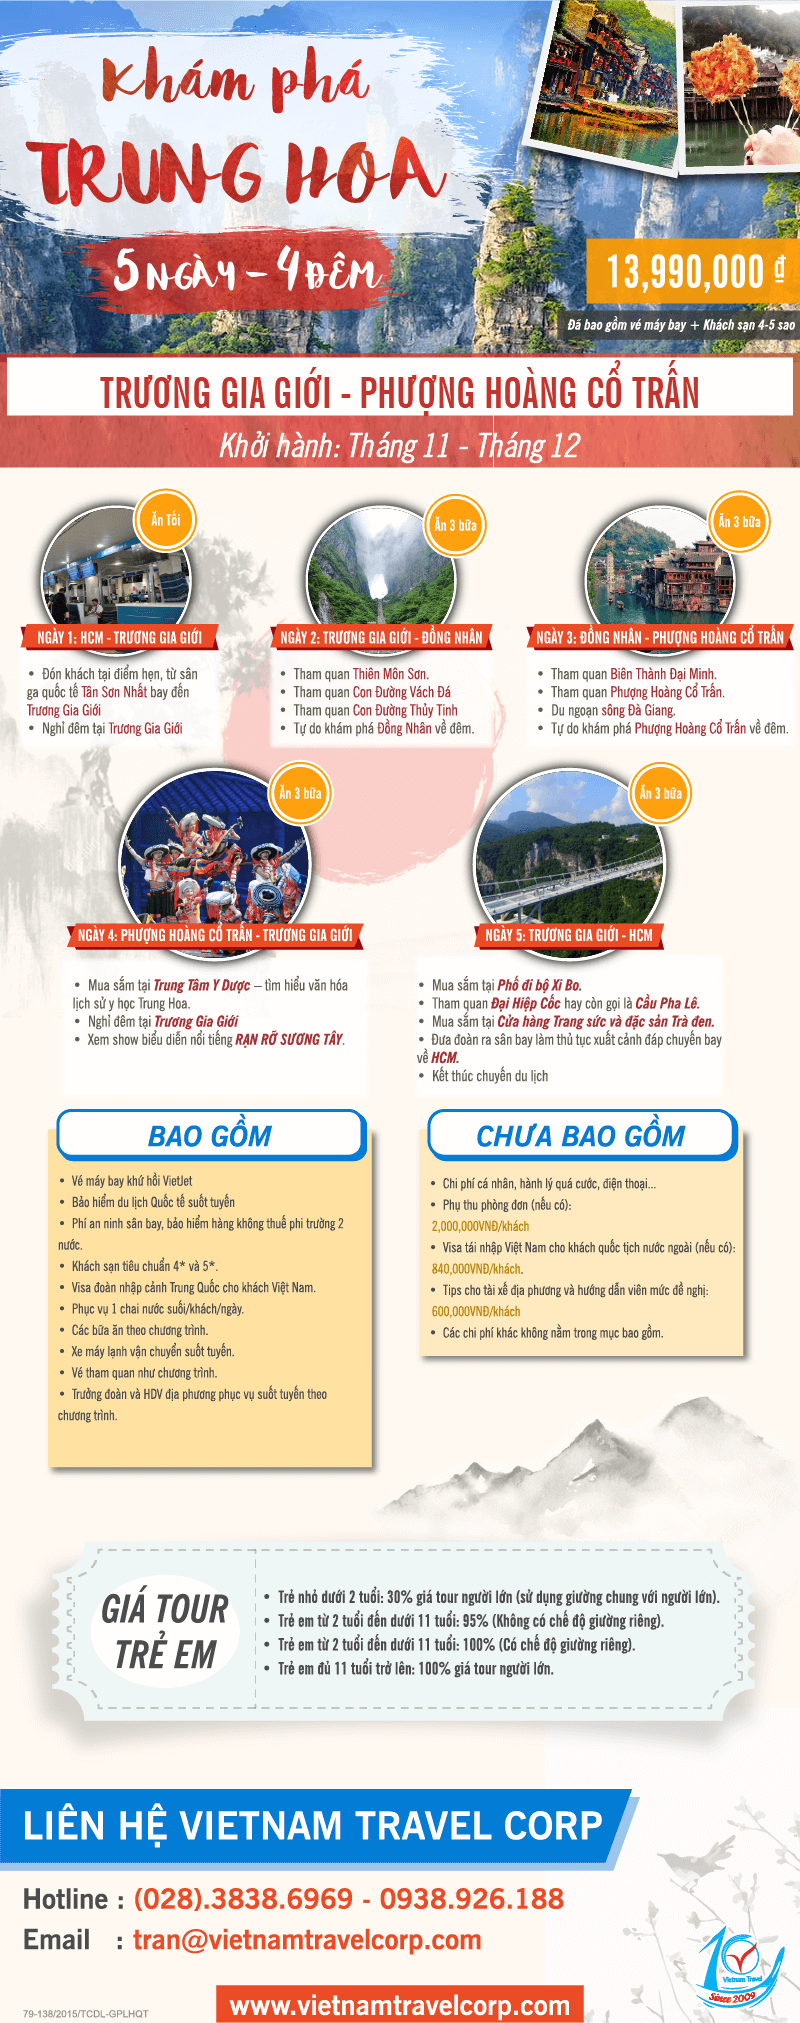 Khám phá
TRUNG HOA
5 NGÀY - 4 ĐÊM
13,990,000 ₫
Đã bao gồm vé máy bay + Khách sạn 4-5 sao
TRƯƠNG GIA GIỚI - PHƯỢNG HOÀNG CỔ TRẤN
Khởi hành: Tháng 11 - Tháng 12
Ăn Tối
NGÀY 1: HCM - TRƯƠNG GIA GIỚI
• Đón khách tại điểm hẹn, từ sân
ga quốc tế Tân Sơn Nhất bay đến
Trương Gia Giới
• Nghỉ đêm tại Trương Gia Giới
Ăn 3 bữa
NGÀY 2: TRƯƠNG GIA GIỚI - ĐỒNG NHÂN
• Tham quan Thiên Môn Sơn.
• Tham quan Con Đường Vách Đá
• Tham quan Con Đường Thủy Tinh
• Tự do khám phá Đồng Nhân về đêm.
Ăn 3 bữa
NGÀY 3: ĐỒNG NHÂN - PHƯỢNG HOÀNG CỔ TRẤN
• Tham quan Biên Thành Đại Minh.
• Tham quan Phượng Hoàng Cổ Trấn.
• Du ngoạn sông Đà Giang.
• Tự do khám phá Phượng Hoàng Cổ Trấn về đêm.
Ăn 3 bữa
NGÀY 4: PHƯỢNG HOÀNG CỔ TRẤN - TRƯƠNG GIA GIỚI
• Mua sắm tại Trung Tâm Y Dược – tìm hiểu văn hóa
lịch sử y học Trung Hoa.
• Nghỉ đêm tại Trương Gia Giới
• Xem show biểu diễn nổi tiếng RẠN RỠ SƯƠNG TÂY.
Ăn 3 bữa
NGÀY 5: TRƯƠNG GIA GIỚI - HCM
• Mua sắm tại Phố đi bộ Xi Bo.
• Tham quan Đại Hiệp Cốc hay còn gọi là Cầu Pha Lê.
• Mua sắm tại Cửa hàng Trang sức và đặc sản Trà đen.
• Đưa đoàn ra sân bay làm thủ tục xuất cảnh đáp chuyến bay
về HCM.
• Kết thúc chuyến du lịch
BAO GỒM
• Vé máy bay khứ hồi VietJet
• Bảo hiểm du lịch Quốc tế suốt tuyến
• Phí an ninh sân bay, bảo hiểm hàng không thuế phi trường 2
nước.
• Khách sạn tiêu chuẩn 4* và 5*.
• Visa đoàn nhập cảnh Trung Quốc cho khách Việt Nam.
• Phục vụ 1 chai nước suối/khách/ngày.
• Các bữa ăn theo chương trình.
• Xe máy lạnh vận chuyển suốt tuyến.
• Vé tham quan như chương trình.
• Trưởng đoàn và HDV địa phương phục vụ suốt tuyến theo
chương trình.
CHƯA BAO GỒM
• Chi phí cá nhân, hành lý quá cước, điện thoại...
• Phụ thu phòng đơn (nếu có):
2,000,000VNĐ/khách
• Visa tái nhập Việt Nam cho khách quốc tịch nước ngoài (nếu có):
840,000VNĐ/khách.
• Tips cho tài xế địa phương và hướng dẫn viên mức đề nghị:
600,000VNĐ/khách
• Các chi phí khác không nằm trong mục bao gồm.
GIÁ TOUR
TRẺ EM
• Trẻ nhỏ dưới 2 tuổi: 30% giá tour người lớn (sử dụng giường chung với người lớn).
• Trẻ em từ 2 tuổi đến dưới 11 tuổi: 95% (Không có chế độ giường riêng).
• Trẻ em từ 2 tuổi đến dưới 11 tuổi: 100% (Có chế độ giường riêng).
• Trẻ em đủ 11 tuổi trở lên: 100% giá tour người lớn.
LIÊN HỆ VIETNAM TRAVEL CORP
Hotline : (028).3838.6969 - 0938.926.188
Email : tran@vietnamtravelcorp.com
10
Vietnam Travel
Since 2009
79-138/2015/TCDL-GPLHQT
www.vietnamtravelcorp.com